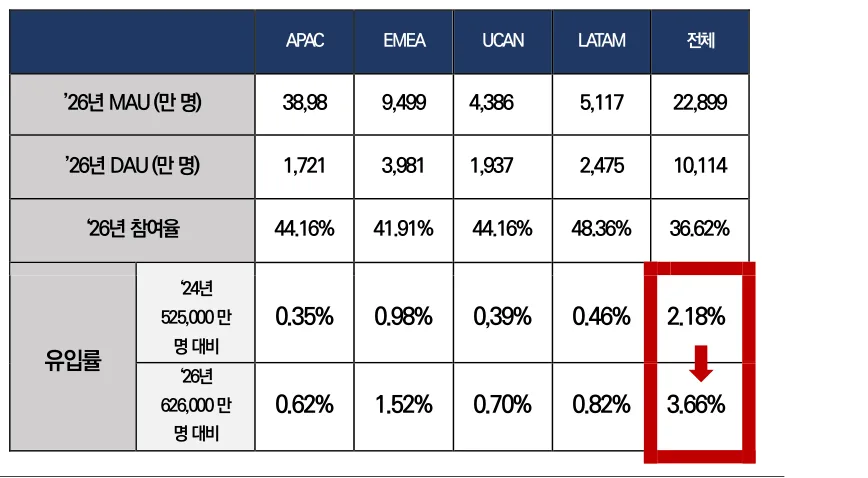 APAC EMEA UCAN LATAM 전체
’26년 MAU (만 명) 38,98 9,499 4,386 5,117 22,899
’26년 DAU (만 명) 1,721 3,981 1,937 2,475 10,114
‘26년 참여율 44.16% 41.91% 44.16% 48.36% 36.62%
유입률
‘24년
525,000 만
명 대비
0.35% 0.98% 0,39% 0.46% 2.18%
‘26년
626,000 만
명 대비
0.62% 1.52% 0.70% 0.82% 3.66%